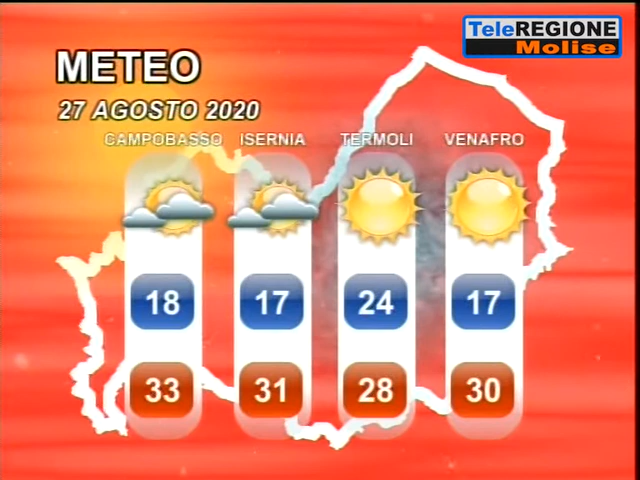 TeleREGIONE
Molise
METEO
27 AGOSTO 2020
CAMPOBASSO ISERNIA TERMOLI VENAFRO
18 17 24 17
33 31 28 30